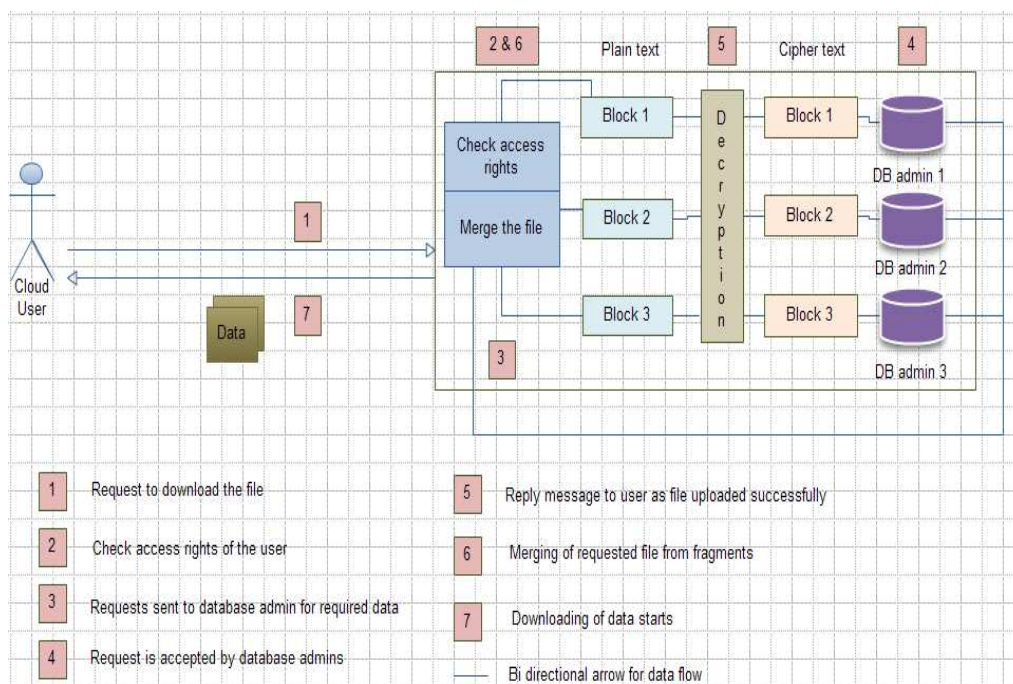 2 & 6
Plain text
5
Cipher text
4
Check access
rights
Merge the file
Block 1
Block 2
Block 3
Decryption
Block 1
Block 2
Block 3
DB admin 1
DB admin 2
DB admin 3
Cloud
User
1
7
Data
3
1 Request to download the file
2 Check access rights of the user
3 Requests sent to database admin for required data
4 Request is accepted by database admins
5 Reply message to user as file uploaded successfully
6 Merging of requested file from fragments
7 Downloading of data starts
Bi directional arrow for data flow